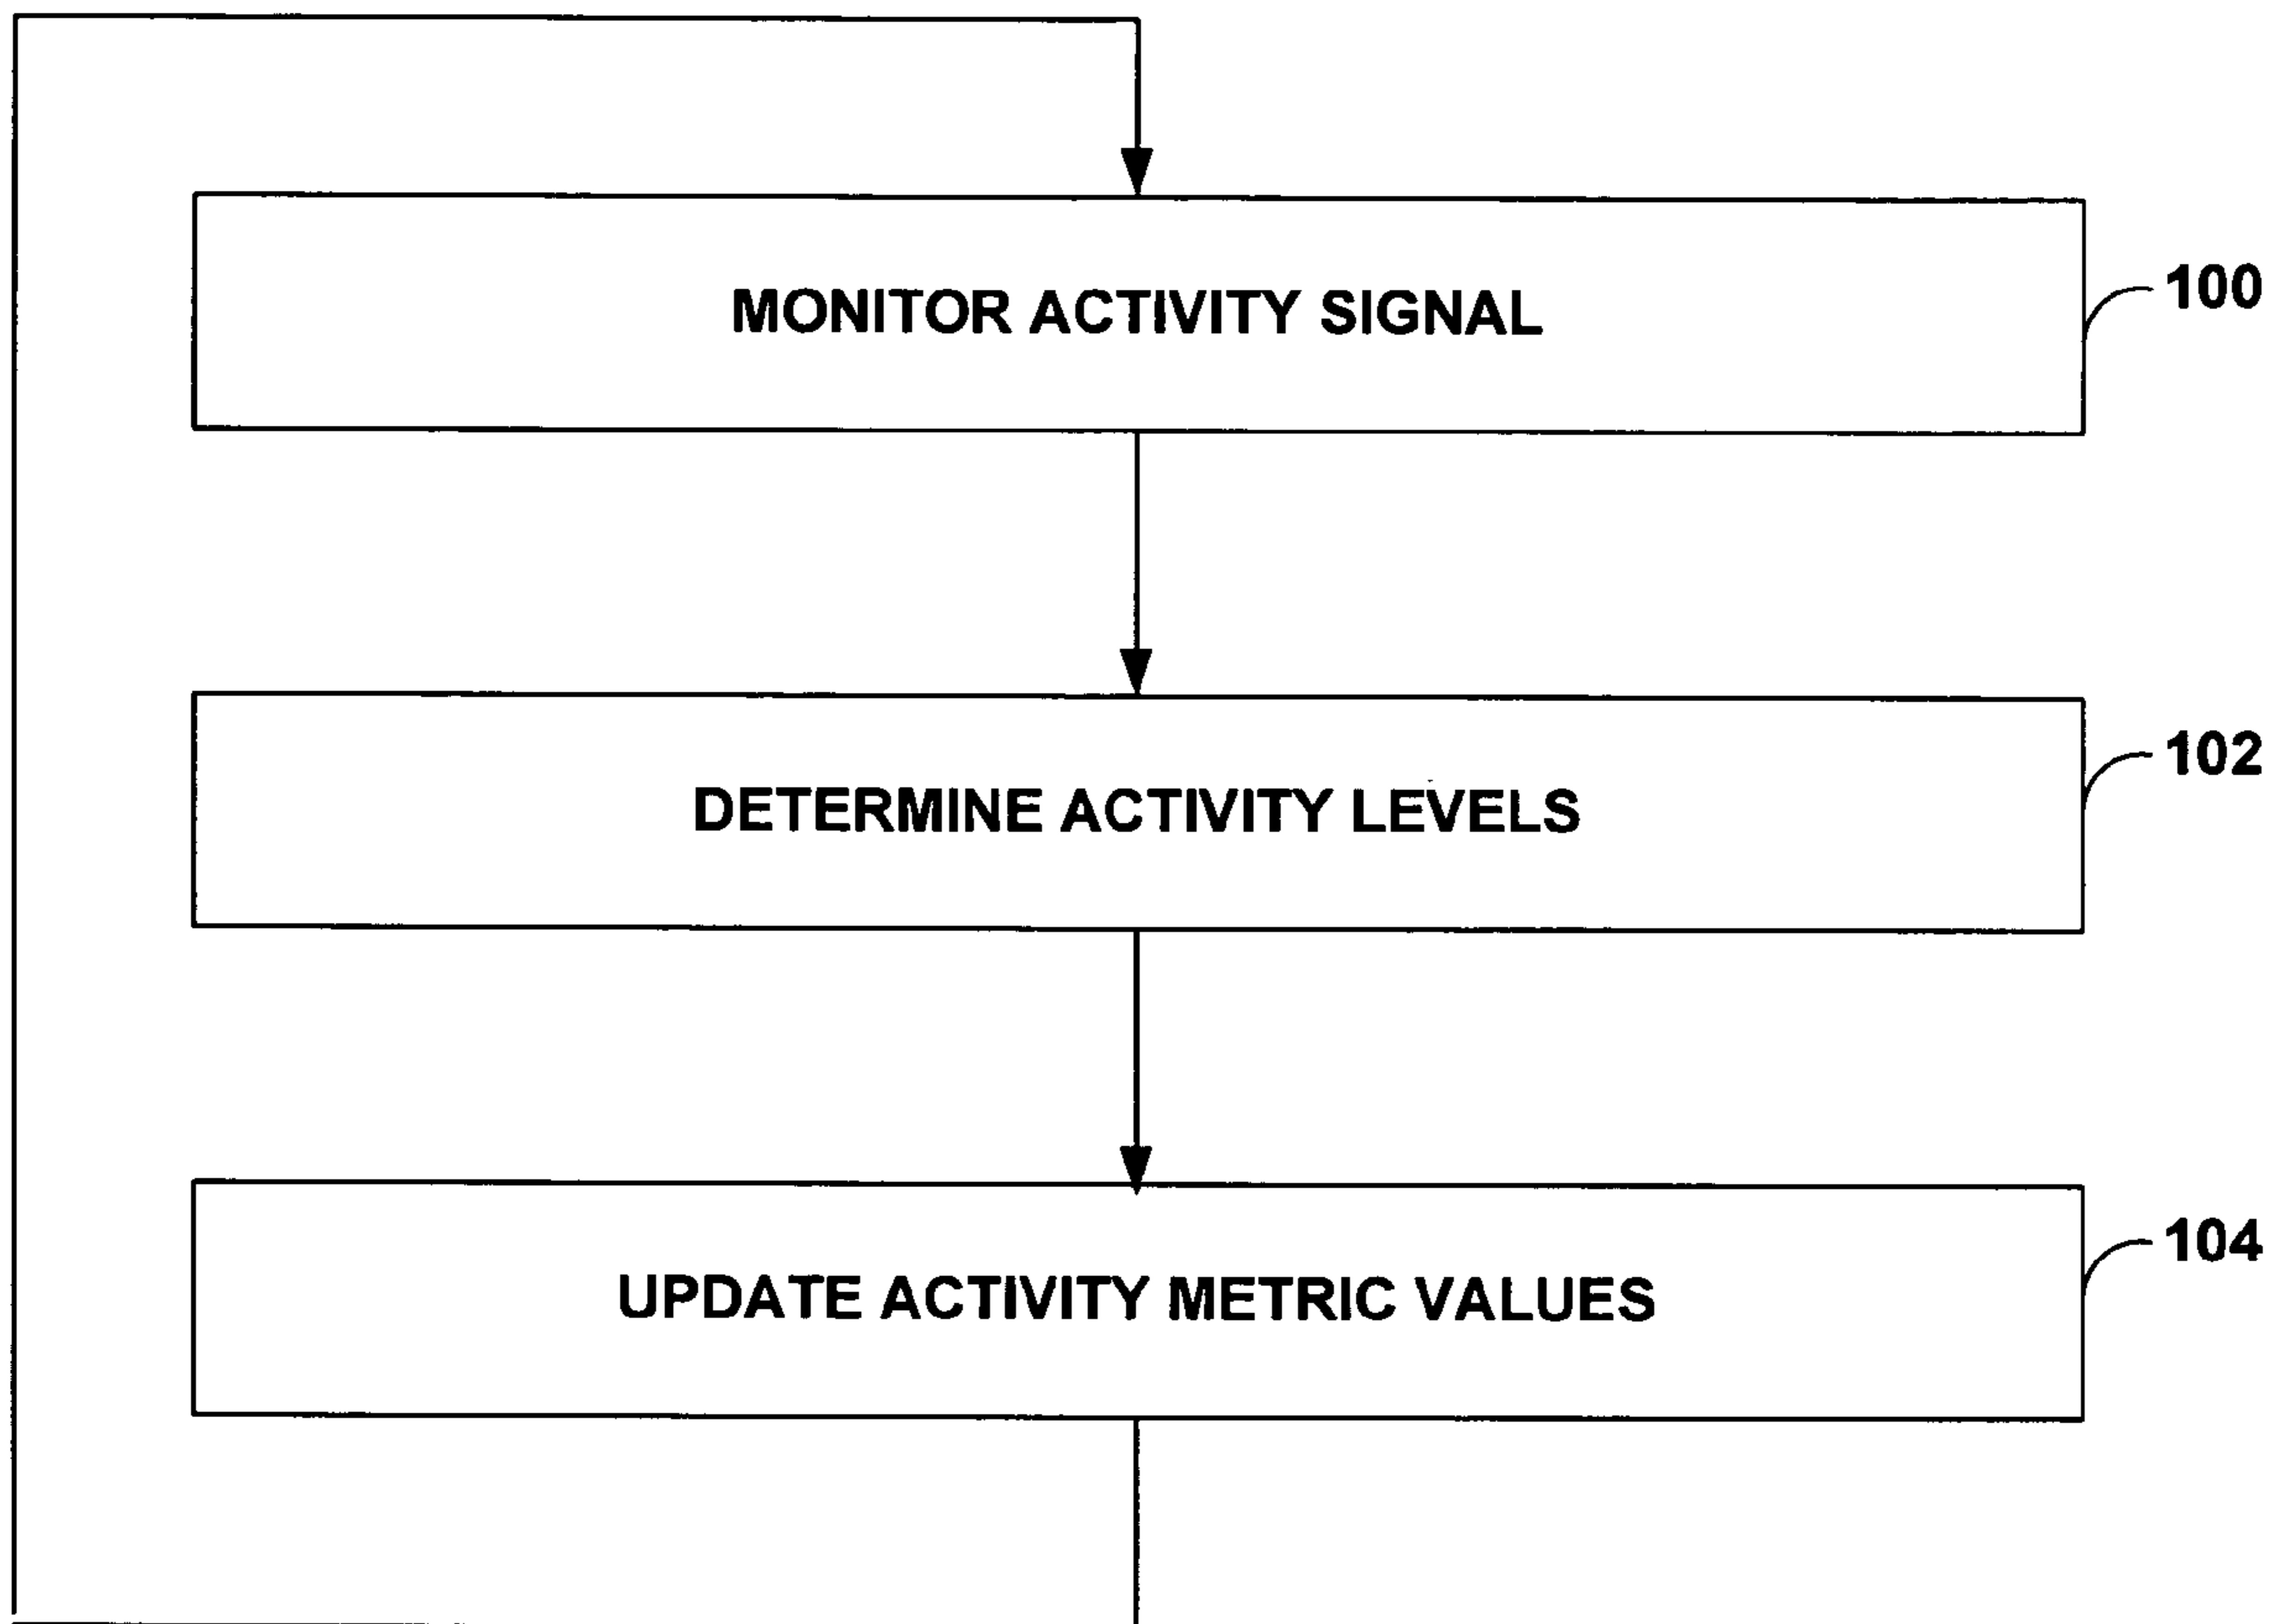 MONITOR ACTIVITY SIGNAL
100
DETERMINE ACTIVITY LEVELS
102
UPDATE ACTIVITY METRIC VALUES
104